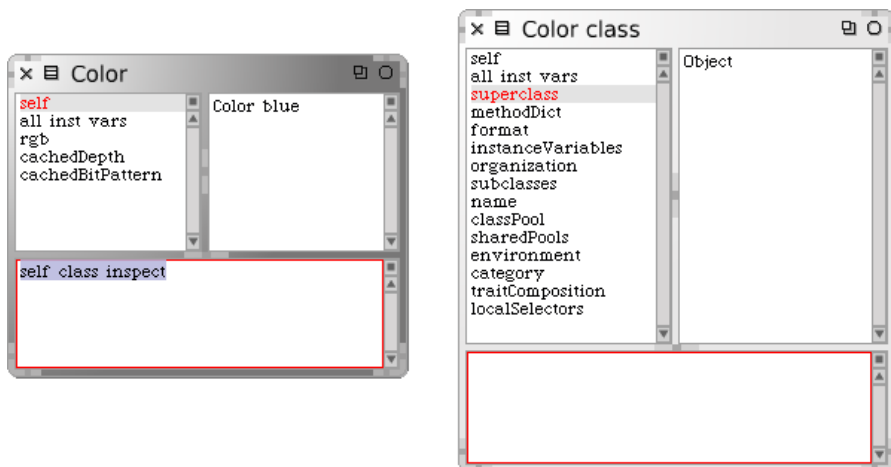 Color
self
all inst vars
rgb
cachedDepth
cachedBitPattern
Color blue
self class inspect
Color class
self
all inst vars
superclass
methodDict
format
instanceVariables
organization
subclasses
name
classPool
sharedPools
environment
category
traitComposition
localSelectors
Object